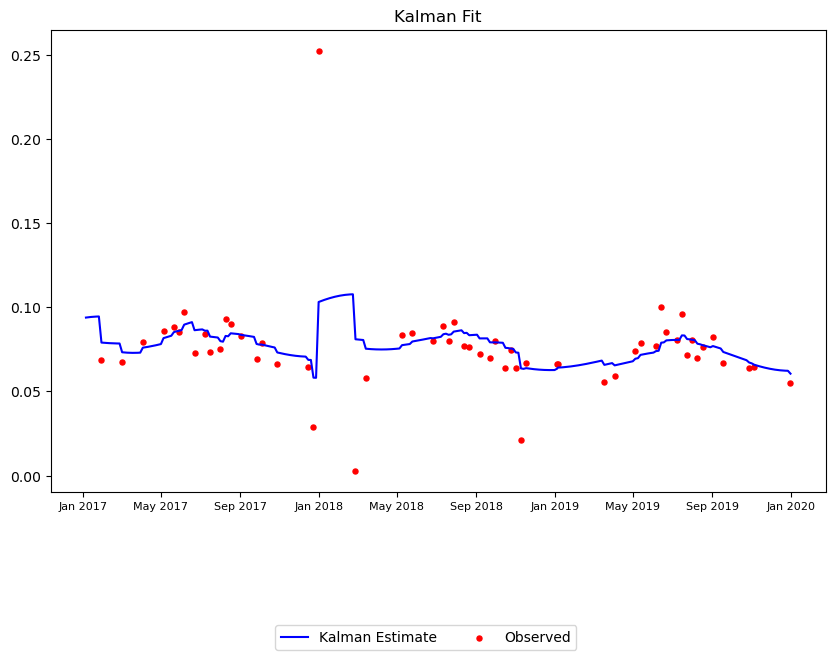 Kalman Fit
0.25
0.20
0.15
0.10
0.05
0.00
Jan 2017 May 2017 Sep 2017 Jan 2018 May 2018 Sep 2018 Jan 2019 May 2019 Sep 2019 Jan 2020
Kalman Estimate Observed